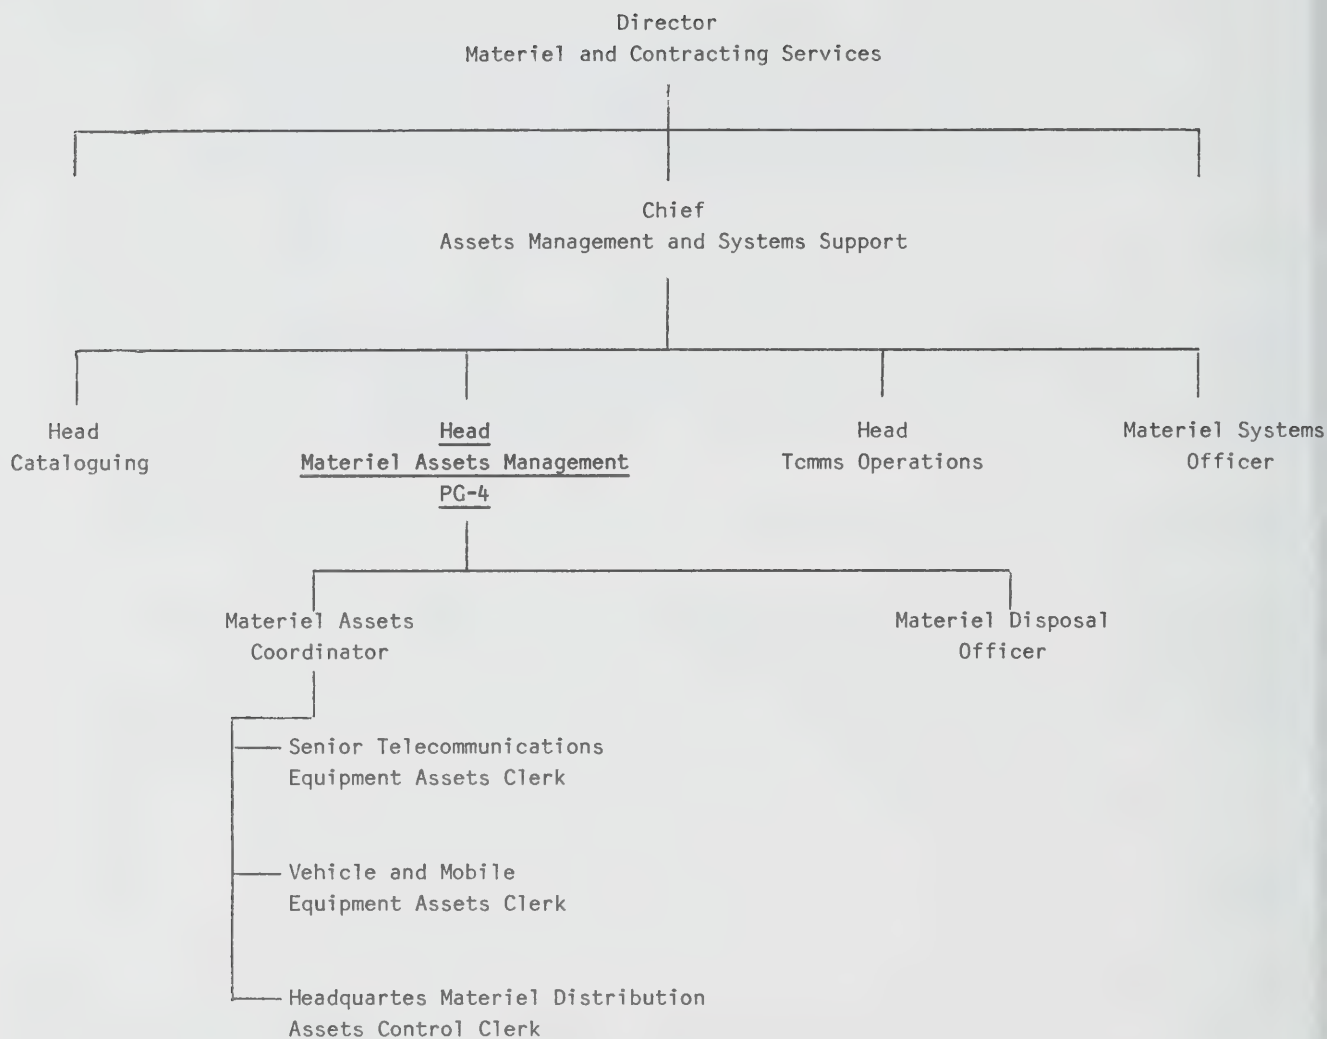 Director
Materiel and Contracting Services
Chief
Assets Management and Systems Support
Head
Cataloguing
Head
Materiel Assets Management
PG-4
Head
Tcmms Operations
Materiel Systems
Officer
Materiel Assets
Coordinator
Materiel Disposal
Officer
Senior Telecommunications
Equipment Assets Clerk
Vehicle and Mobile
Equipment Assets Clerk
Headquartes Materiel Distribution
Assets Control Clerk